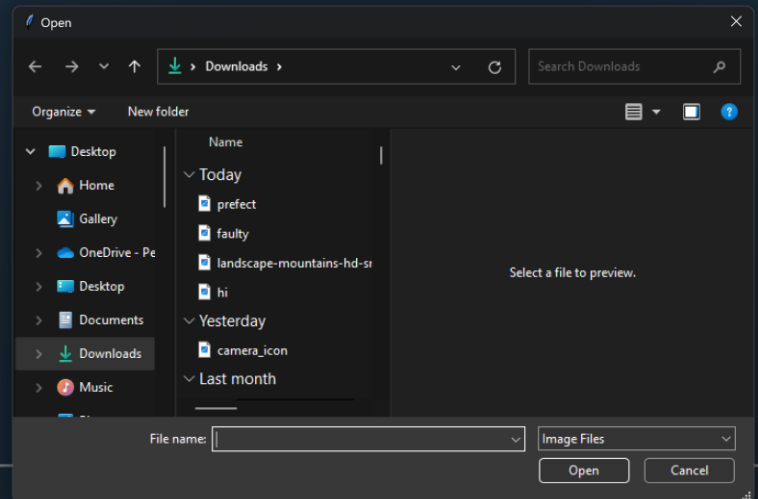 Open
Downloads
Search Downloads
Organize
New folder
Desktop
Home
Gallery
OneDrive - Pe
Desktop
Documents
Downloads
Music
Name
Today
prefect
faulty
landscape-mountains-hd-sr
hi
Yesterday
camera_icon
Last month
Select a file to preview.
File name:
Image Files
Open
Cancel